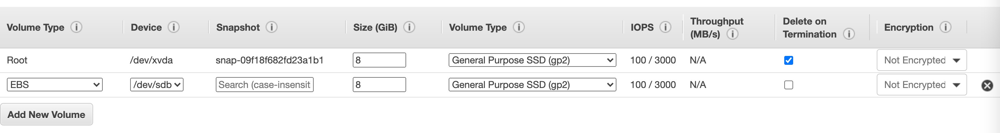 Volume Type Device Snapshot Size (GiB) Volume Type IOPS Throughput (MB/s) Delete on Termination Encryption
Root /dev/xvda snap-09f18f682fd23a1b1 8 General Purpose SSD (gp2) 100 / 3000 N/A Not Encrypted
EBS /dev/sdb Search (case-insensit 8 General Purpose SSD (gp2) 100 / 3000 N/A Not Encrypted
Add New Volume